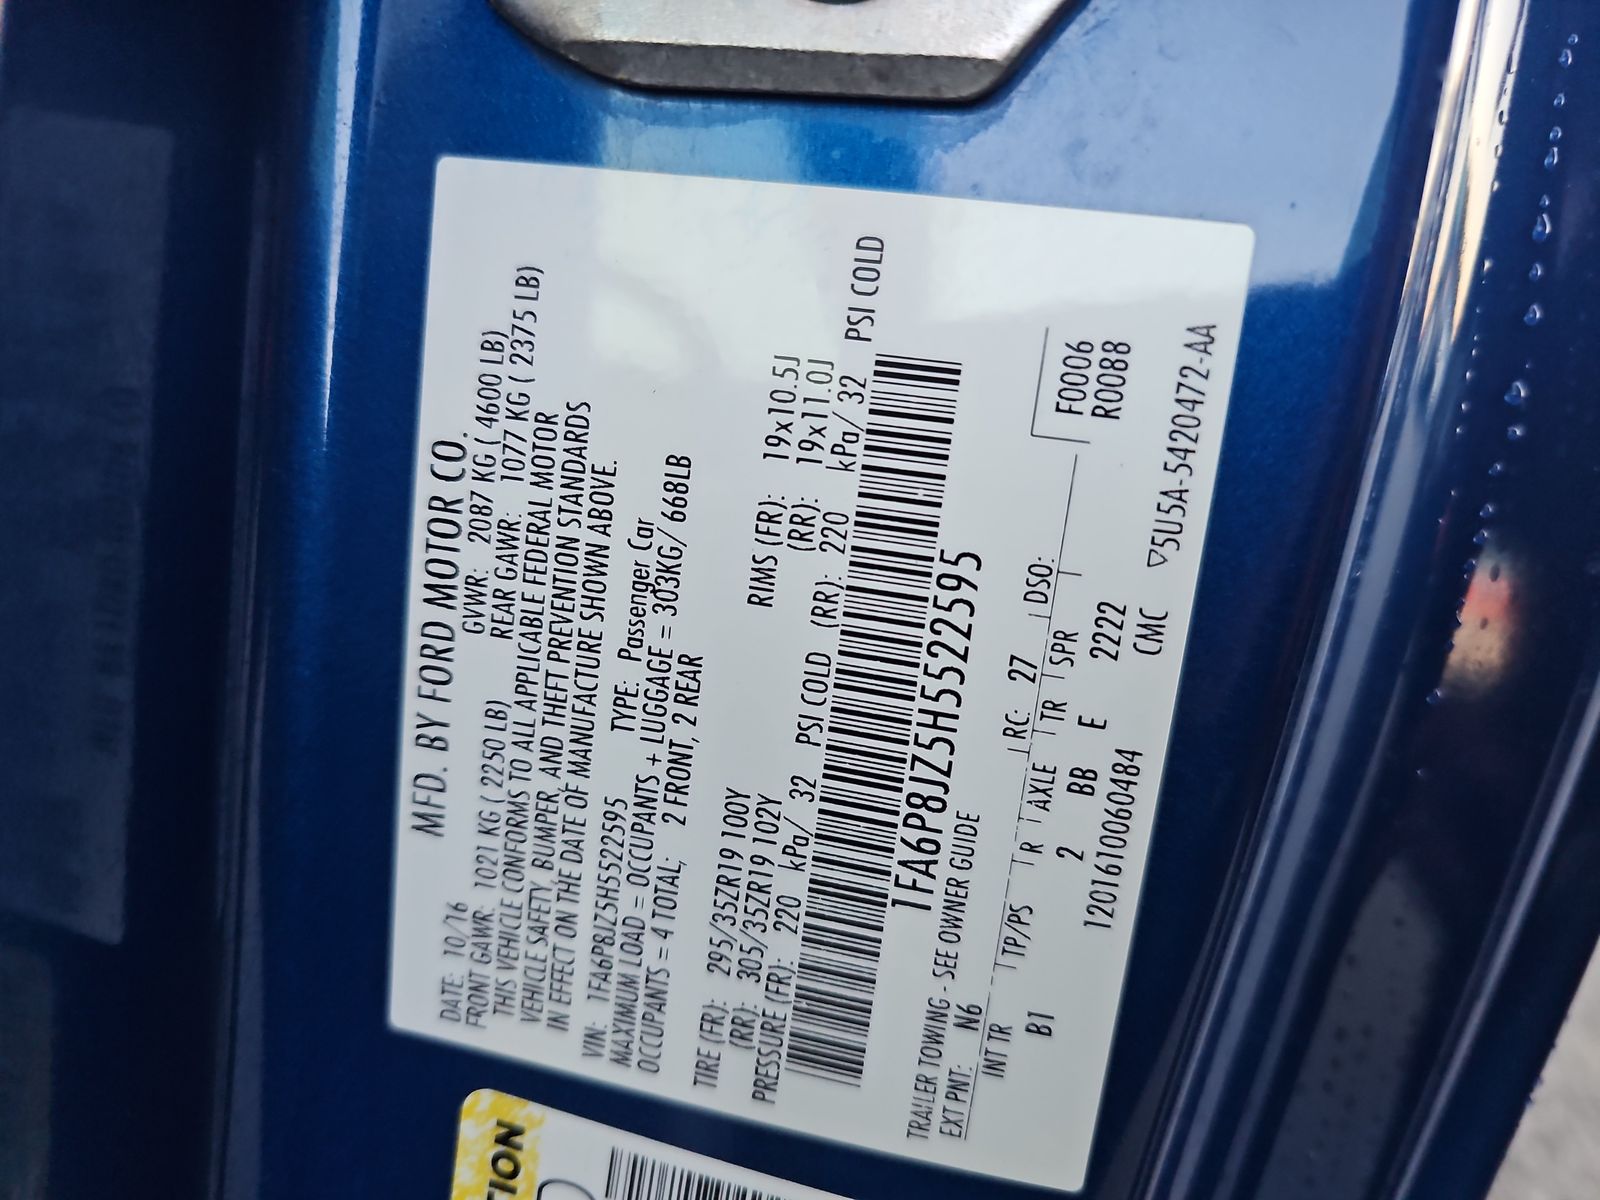 MFD. BY FORD MOTOR CO.
DATE: 10/16 GVWR: 2087 KG ( 4600 LB)
FRONT GAWR: 1021 KG ( 2250 LB) REAR GAWR: 1077 KG ( 2375 LB)
THIS VEHICLE CONFORMS TO ALL APPLICABLE FEDERAL MOTOR
VEHICLE SAFETY, BUMPER, AND THEFT PREVENTION STANDARDS
IN EFFECT ON THE DATE OF MANUFACTURE SHOWN ABOVE.
VIN: 1FA6P8JZ5H5522595 TYPE: Passenger Car
MAXIMUM LOAD = OCCUPANTS + LUGGAGE = 303KG/ 668LB
OCCUPANTS = 4 TOTAL; 2 FRONT, 2 REAR
TIRE (FR): 295/35ZR19 100Y RIMS (FR): 19x10.5J
(RR): 305/35ZR19 102Y (RR): 19x11.0J
PRESSURE (FR): 220 kPa/ 32 PSI COLD (RR): 220 kPa/ 32 PSI COLD
1FA6P8JZ5H5522595
TRAILER TOWING - SEE OWNER GUIDE
EXT PNT: N6 RC: 27 DSO: F0006
INT TR TP/PS R AXLE TR SPR R0088
B1 2 BB E 2222
12016100604​84 CMC ▽5U5A-5420472-AA
TION